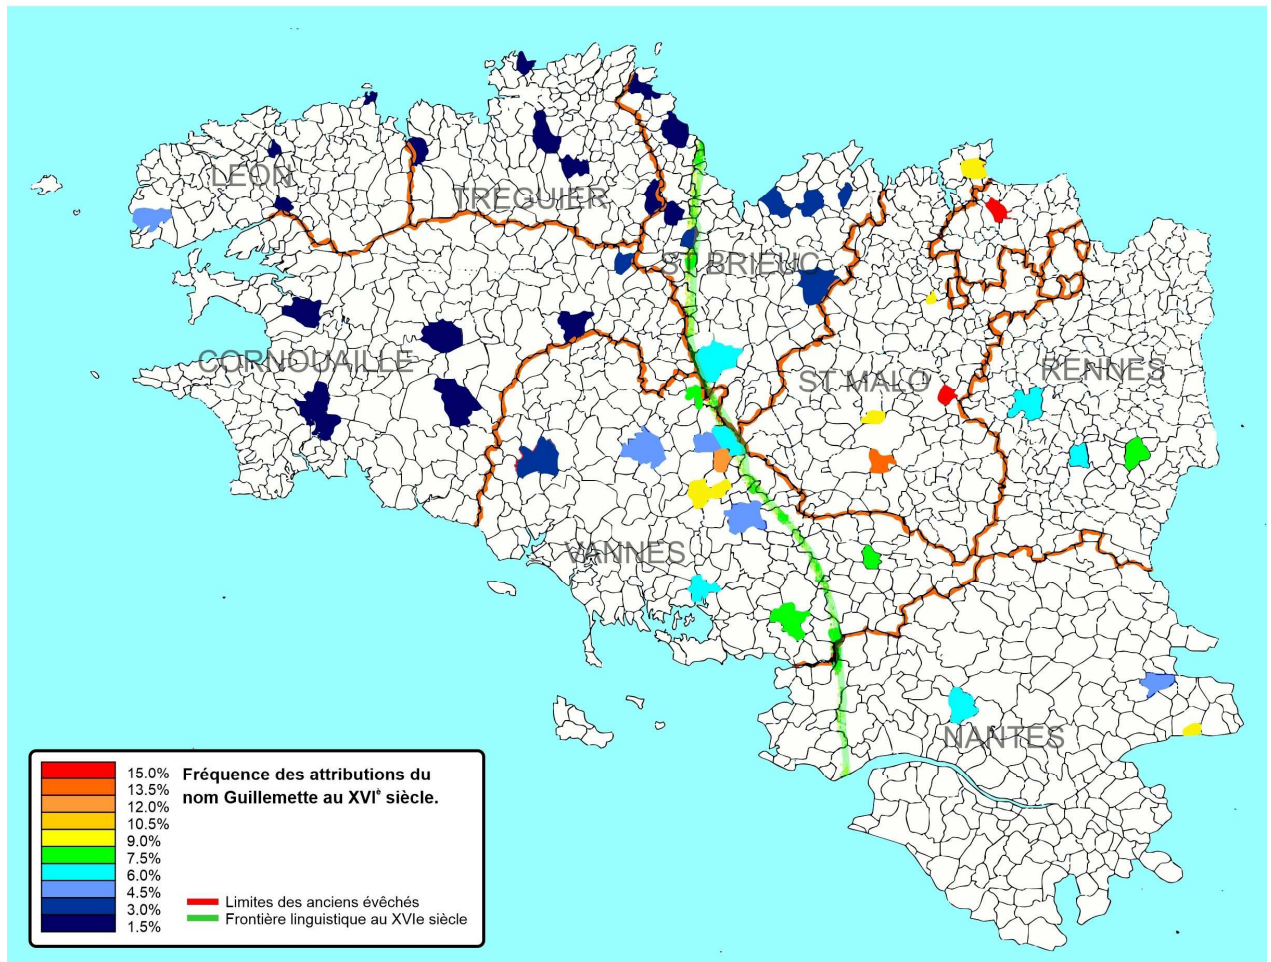 LEON
TREGUIER
ST BRIEUC
CORNOUAILLE
ST MALO
RENNES
VANNES
NANTES
15.0%
13.5%
12.0%
10.5%
9.0%
7.5%
6.0%
4.5%
3.0%
1.5%
Fréquence des attributions du
nom Guillemette au XVIè siècle.
Limites des anciens évêchés
Frontière linguistique au XVIe siècle